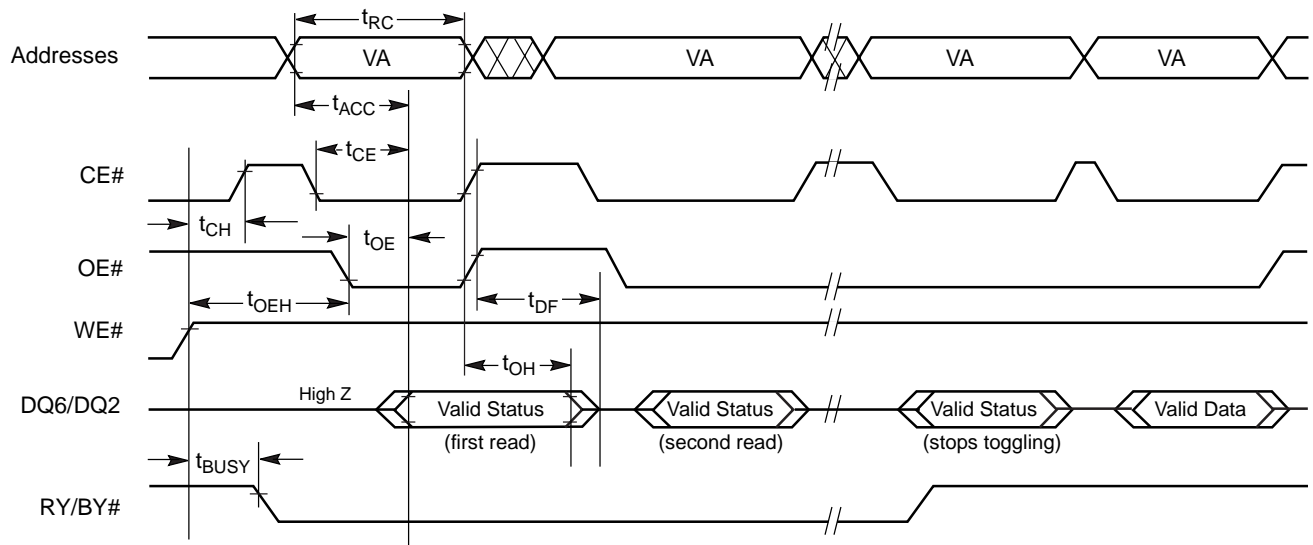 tRC
Addresses VA VA VA VA
tACC
tCE
CE#
tCH
tOE
OE#
tOEH
tDF
WE#
tOH
High Z
DQ6/DQ2 Valid Status Valid Status Valid Status Valid Data
(first read) (second read) (stops toggling)
tBUSY
RY/BY#